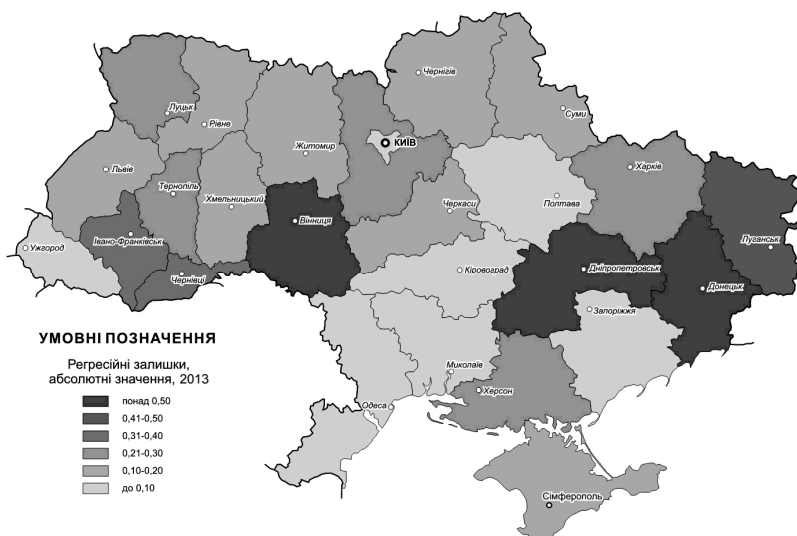 Чернігів
Луцьк
Рівне
Суми
Житомир
КИЇВ
Львів
Харків
Тернопіль
Хмельницький
Черкаси
Полтава
Вінниця
Івано-Франківськ
Луганськ
Ужгород
Чернівці
Кіровоград
Дніпропетровськ
Донецьк
Запоріжжя
УМОВНІ ПОЗНАЧЕННЯ
Регресійні залишки,
абсолютні значення, 2013
понад 0,50
0,41-0,50
0,31-0,40
0,21-0,30
0,10-0,20
до 0,10
Миколаїв
Херсон
Одеса
Сімферополь